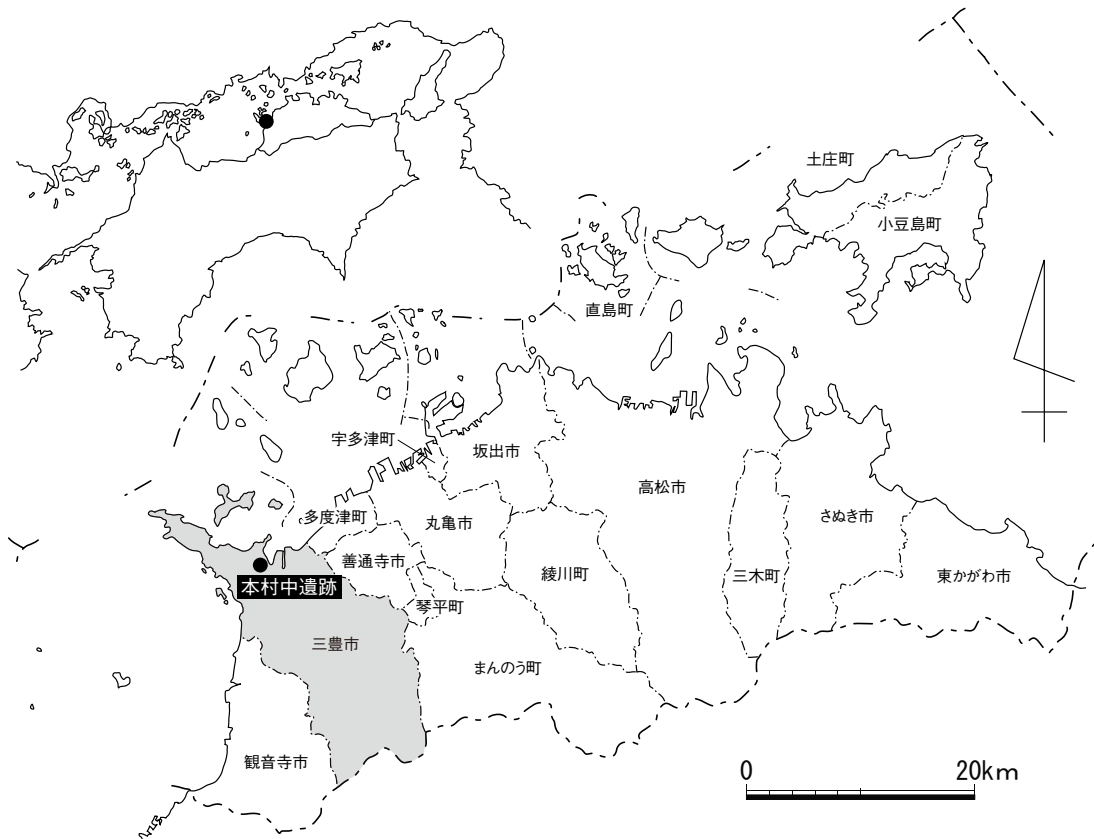 土庄町
小豆島町
直島町
宇多津町
坂出市
高松市
多度津町
丸亀市
さぬき市
善通寺市
綾川町
三木町
東かがわ市
本村中遺跡
琴平町
三豊市
まんのう町
観音寺市
0 20km